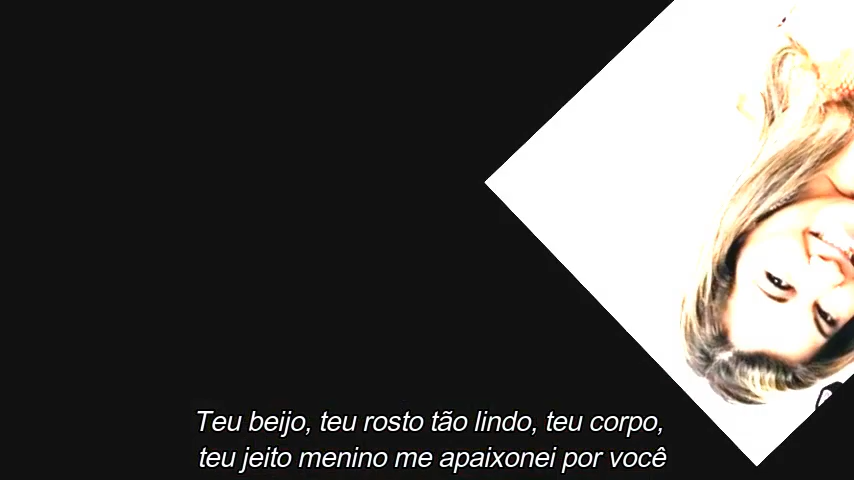 Teu beijo, teu rosto tão lindo, teu corpo,
teu jeito menino me apaixonei por você